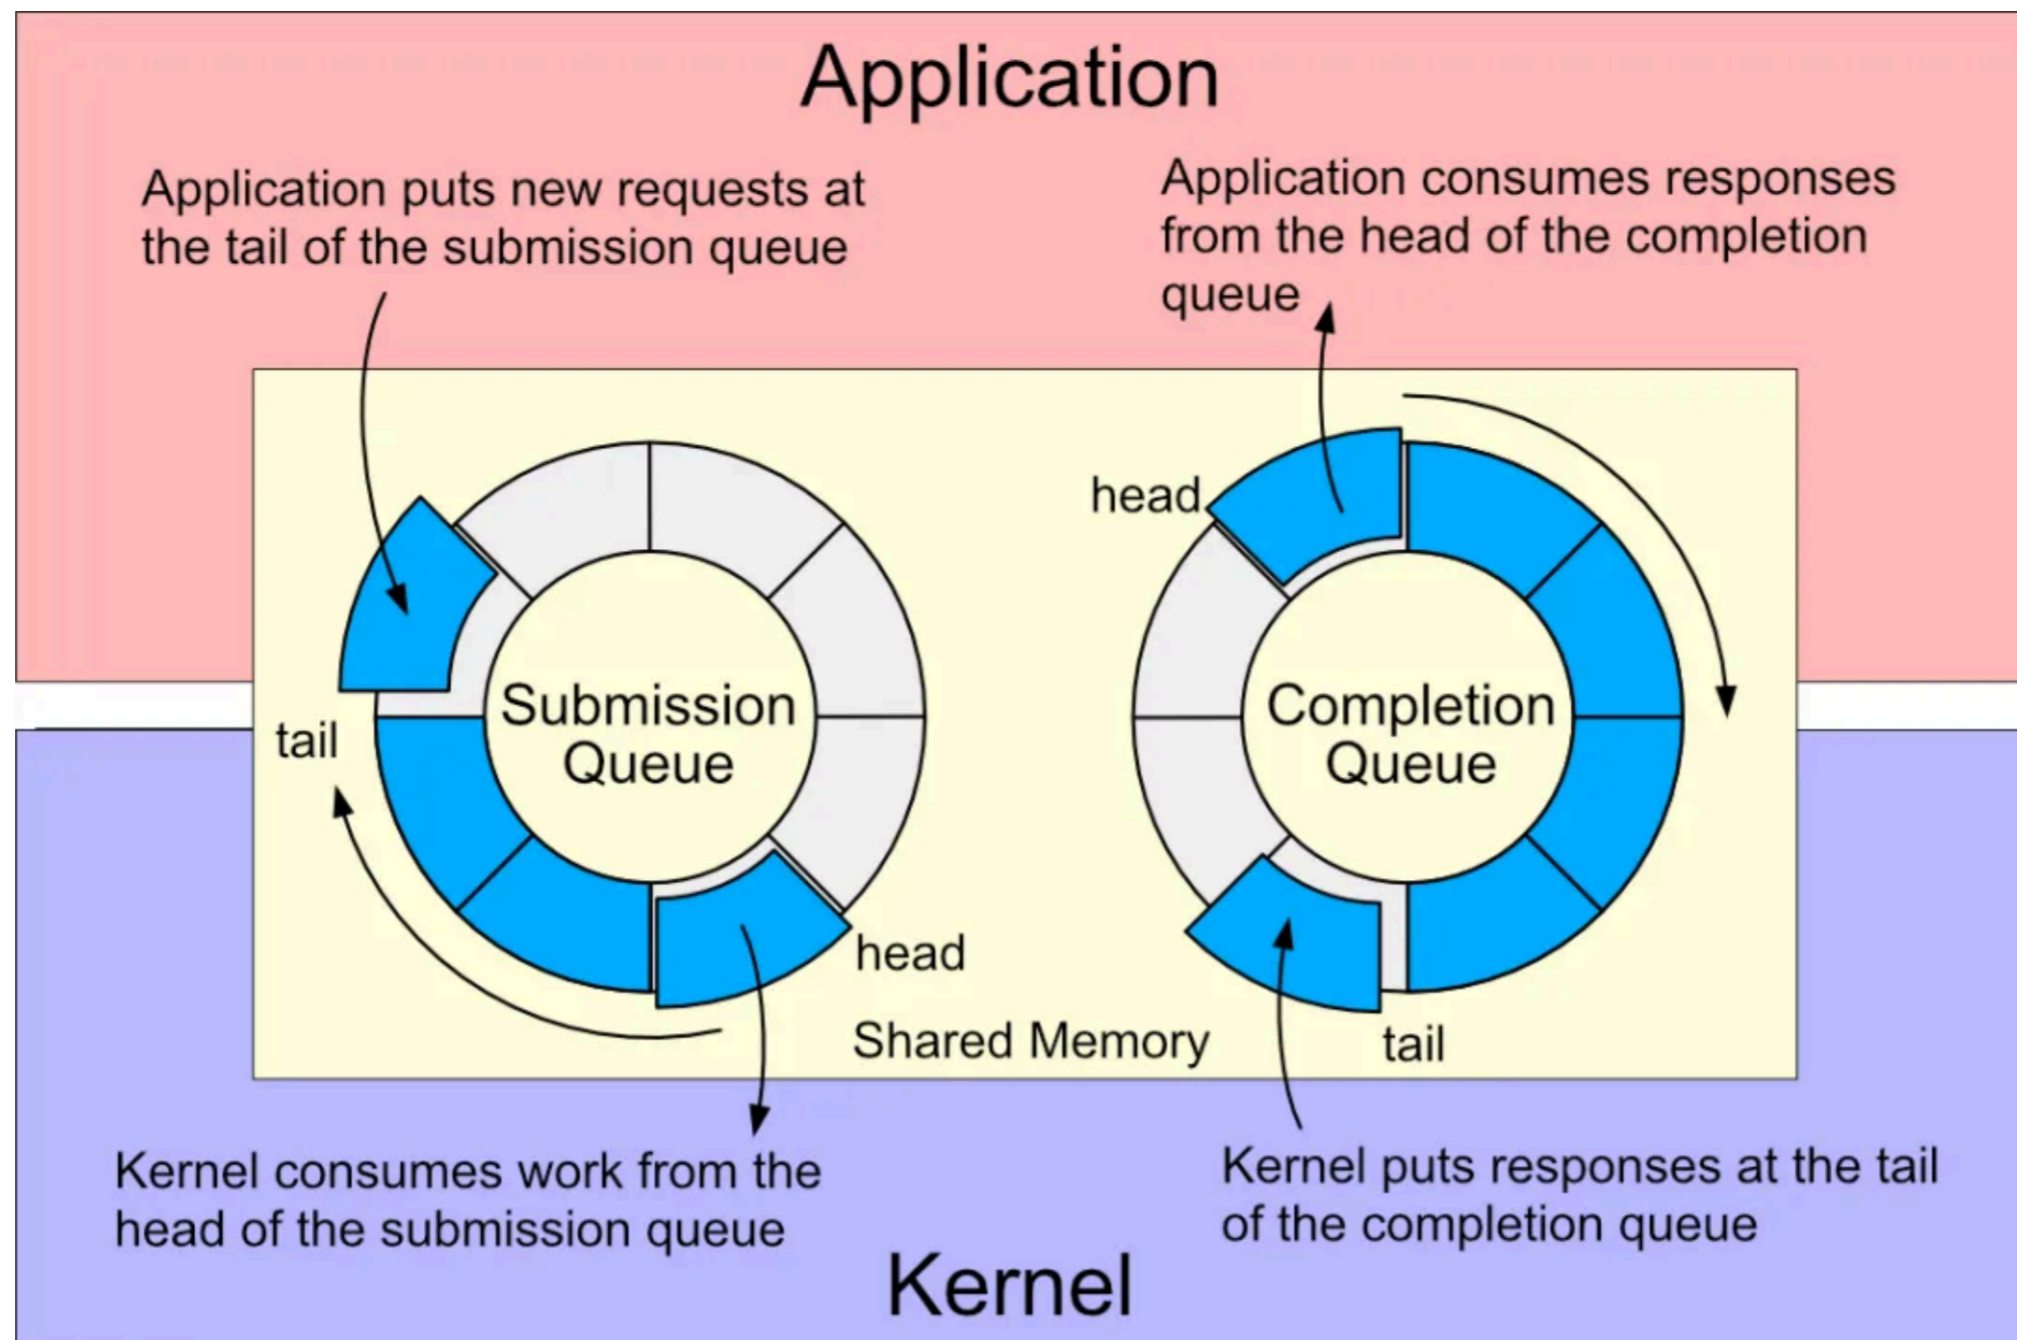 Application
Application puts new requests at
the tail of the submission queue
Application consumes responses
from the head of the completion
queue
head
Submission
Queue
tail
head
Completion
Queue
Shared Memory
tail
Kernel consumes work from the
head of the submission queue
Kernel puts responses at the tail
of the completion queue
Kernel